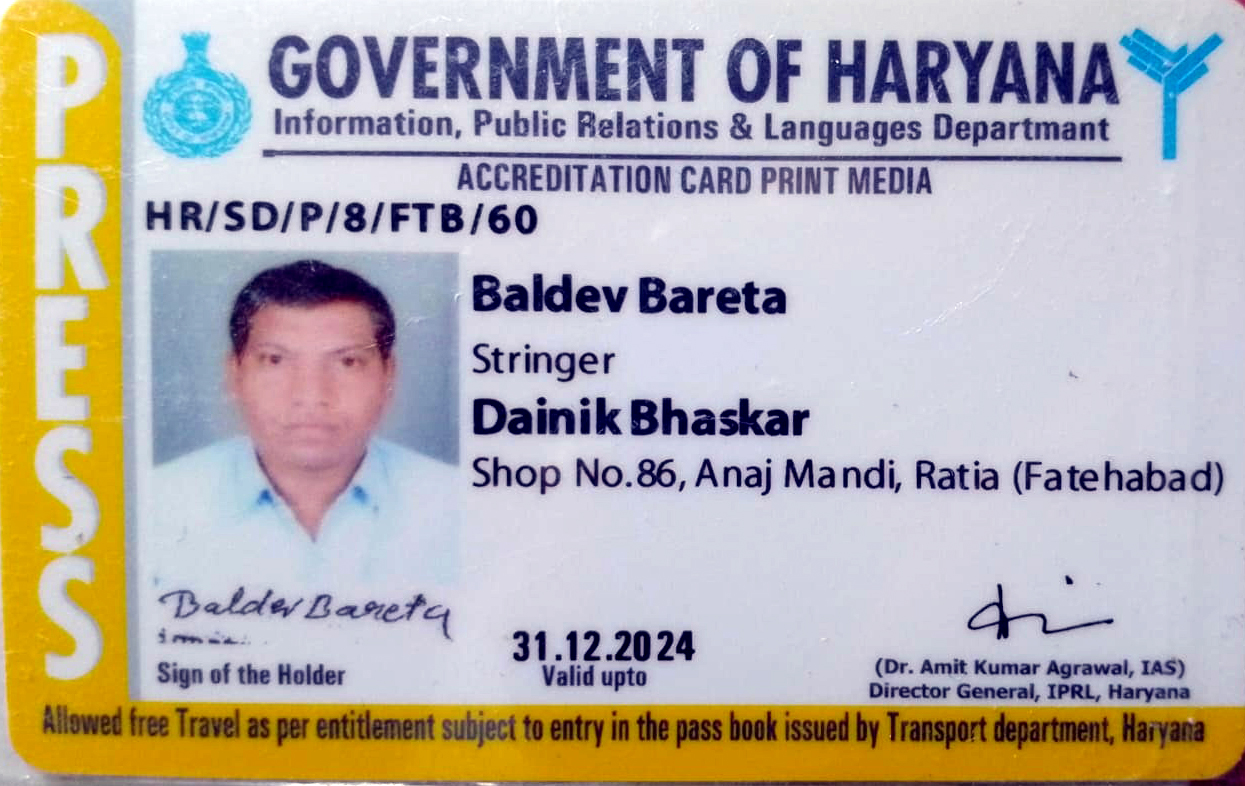 PRESS
GOVERNMENT OF HARYANA
Information, Public Relations & Languages Departmant
ACCREDITATION CARD PRINT MEDIA
HR/SD/P/8/FTB/60
Baldev Bareta
Stringer
Dainik Bhaskar
Shop No.86, Anaj Mandi, Ratia (Fatehabad)
Baldev Bareta
Sign of the Holder
31.12.2024
Valid upto
(Dr. Amit Kumar Agrawal, IAS)
Director General, IPRL, Haryana
Allowed free Travel as per entitlement subject to entry in the pass book issued by Transport department, Haryana